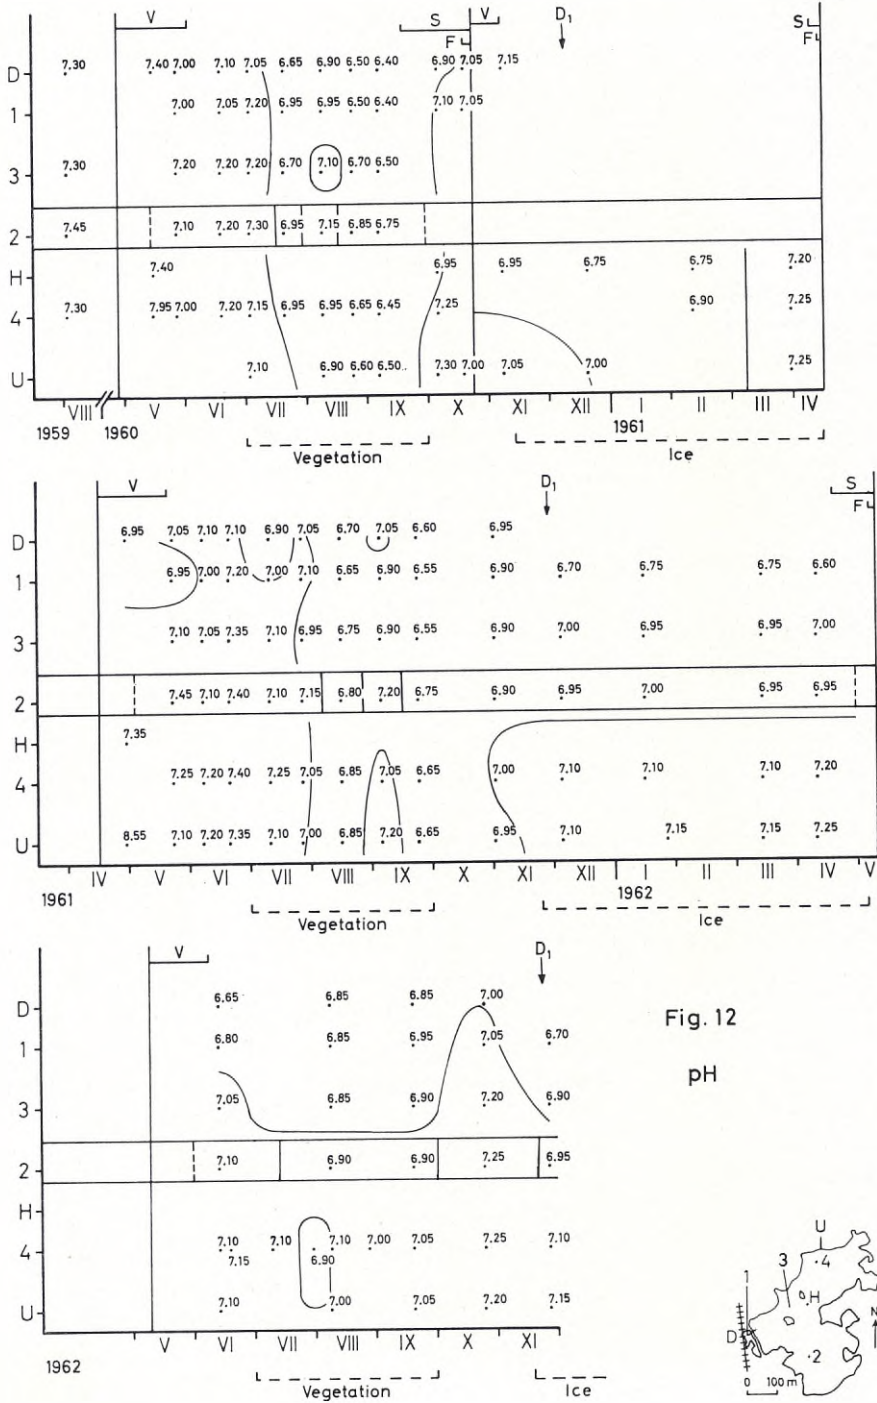 V S V D₁ S
F F
D 7.30 7.40 7.00 7.10 7.05 6.65 6.90 6.50 6.40 6.90 7.05 7.15
1 7.00 7.05 7.20 6.95 6.95 6.50 6.40 7.10 7.05
3 7.30 7.20 7.20 7.20 6.70 7.10 6.70 6.50
2 7.45 7.10 7.20 7.30 6.95 7.15 6.85 6.75
H 7.40 6.95 6.95 6.75 6.75 7.20
4 7.30 7.95 7.00 7.20 7.15 6.95 6.95 6.65 6.45 7.25 6.90 7.25
U 7.10 6.90 6.60 6.50 7.30 7.00 7.05 7.00 7.25
VIII V VI VII VIII IX X XI XII I II III IV
1959 1960 1961
Vegetation Ice
V D₁ S
F
D 6.95 7.05 7.10 7.10 6.90 7.05 6.70 7.05 6.60 6.95
1 6.95 7.00 7.20 7.00 7.10 6.65 6.90 6.55 6.90 6.70 6.75 6.75 6.60
3 7.10 7.05 7.35 7.10 6.95 6.75 6.90 6.55 6.90 7.00 6.95 6.95 7.00
2 7.45 7.10 7.40 7.10 7.15 6.80 7.20 6.75 6.90 6.95 7.00 6.95 6.95
H 7.35
4 7.25 7.20 7.40 7.25 7.05 6.85 7.05 6.65 7.00 7.10 7.10 7.10 7.20
U 8.55 7.10 7.20 7.35 7.10 7.00 6.85 7.20 6.65 6.95 7.10 7.15 7.15 7.25
IV V VI VII VIII IX X XI XII I II III IV V
1961 1962
Vegetation Ice
V D₁
D 6.65 6.85 6.85 7.00
1 6.80 6.85 6.95 7.05 6.70
3 7.05 6.85 6.90 7.20 6.90
2 7.10 6.90 6.90 7.25 6.95
H
4 7.10 7.10 7.10 7.00 7.05 7.25 7.10
7.15 6.90
U 7.10 7.00 7.05 7.20 7.15
V VI VII VIII IX X XI
1962
Vegetation Ice
Fig. 12
pH
U
1 3 4
H
N
D
2
0 100 m